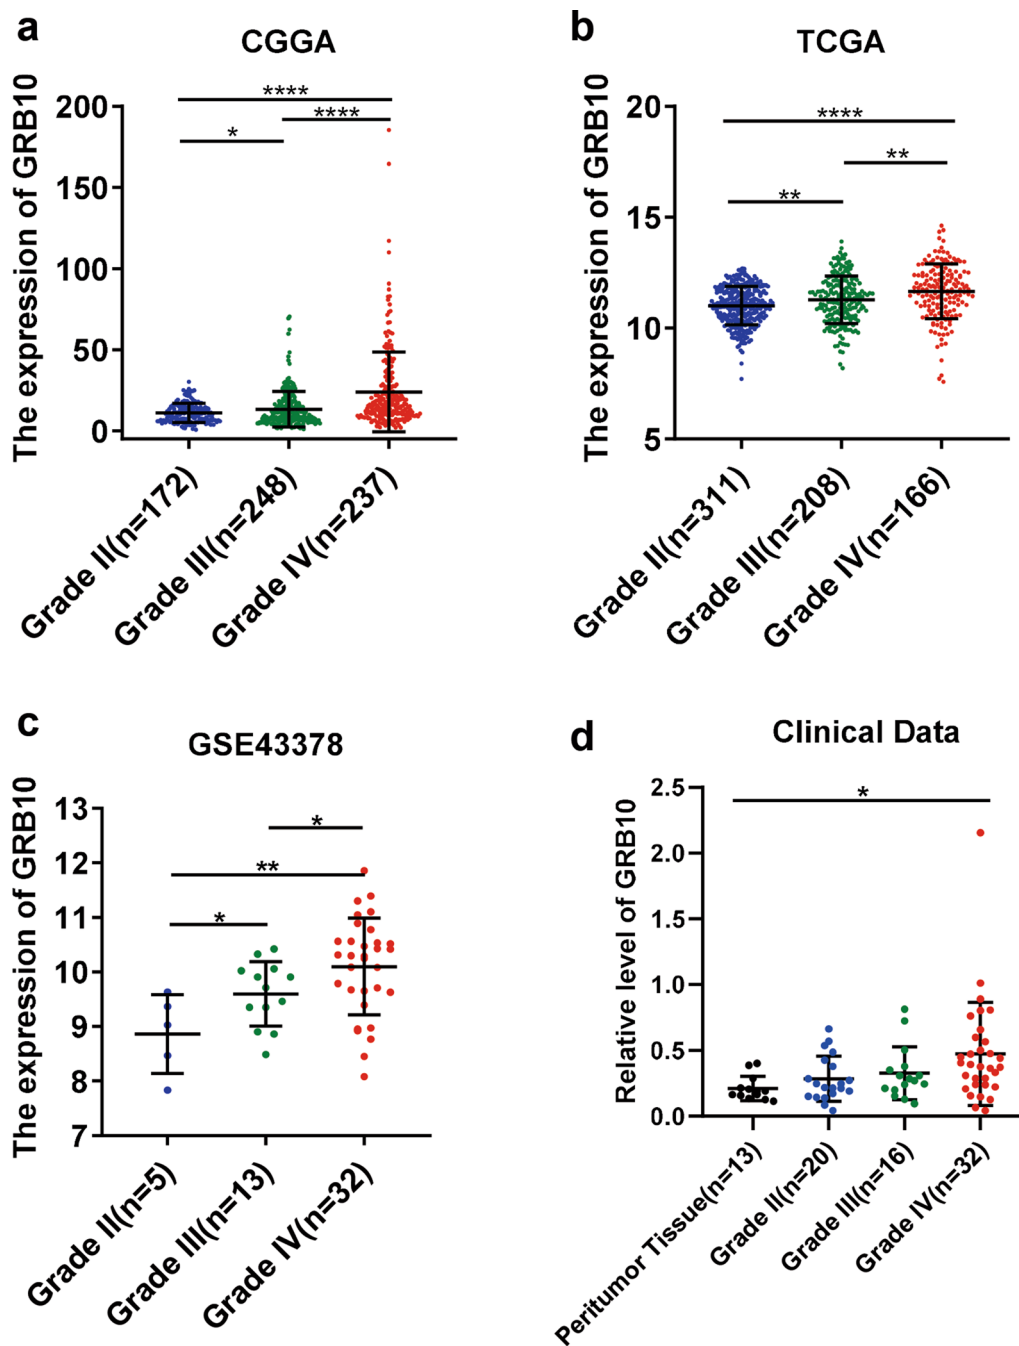 a
CGGA
The expression of GRB10
200
150
100
50
0
****
****
*
Grade II(n=172)
Grade III(n=248)
Grade IV(n=237)
b
TCGA
The expression of GRB10
20
15
10
5
****
**
**
Grade II(n=311)
Grade III(n=208)
Grade IV(n=166)
c
GSE43378
The expression of GRB10
13
12
11
10
9
8
7
*
**
*
Grade II(n=5)
Grade III(n=13)
Grade IV(n=32)
d
Clinical Data
Relative level of GRB10
2.5
2.0
1.5
1.0
0.5
0.0
*
Peritumor Tissue(n=13)
Grade II(n=20)
Grade III(n=16)
Grade IV(n=32)